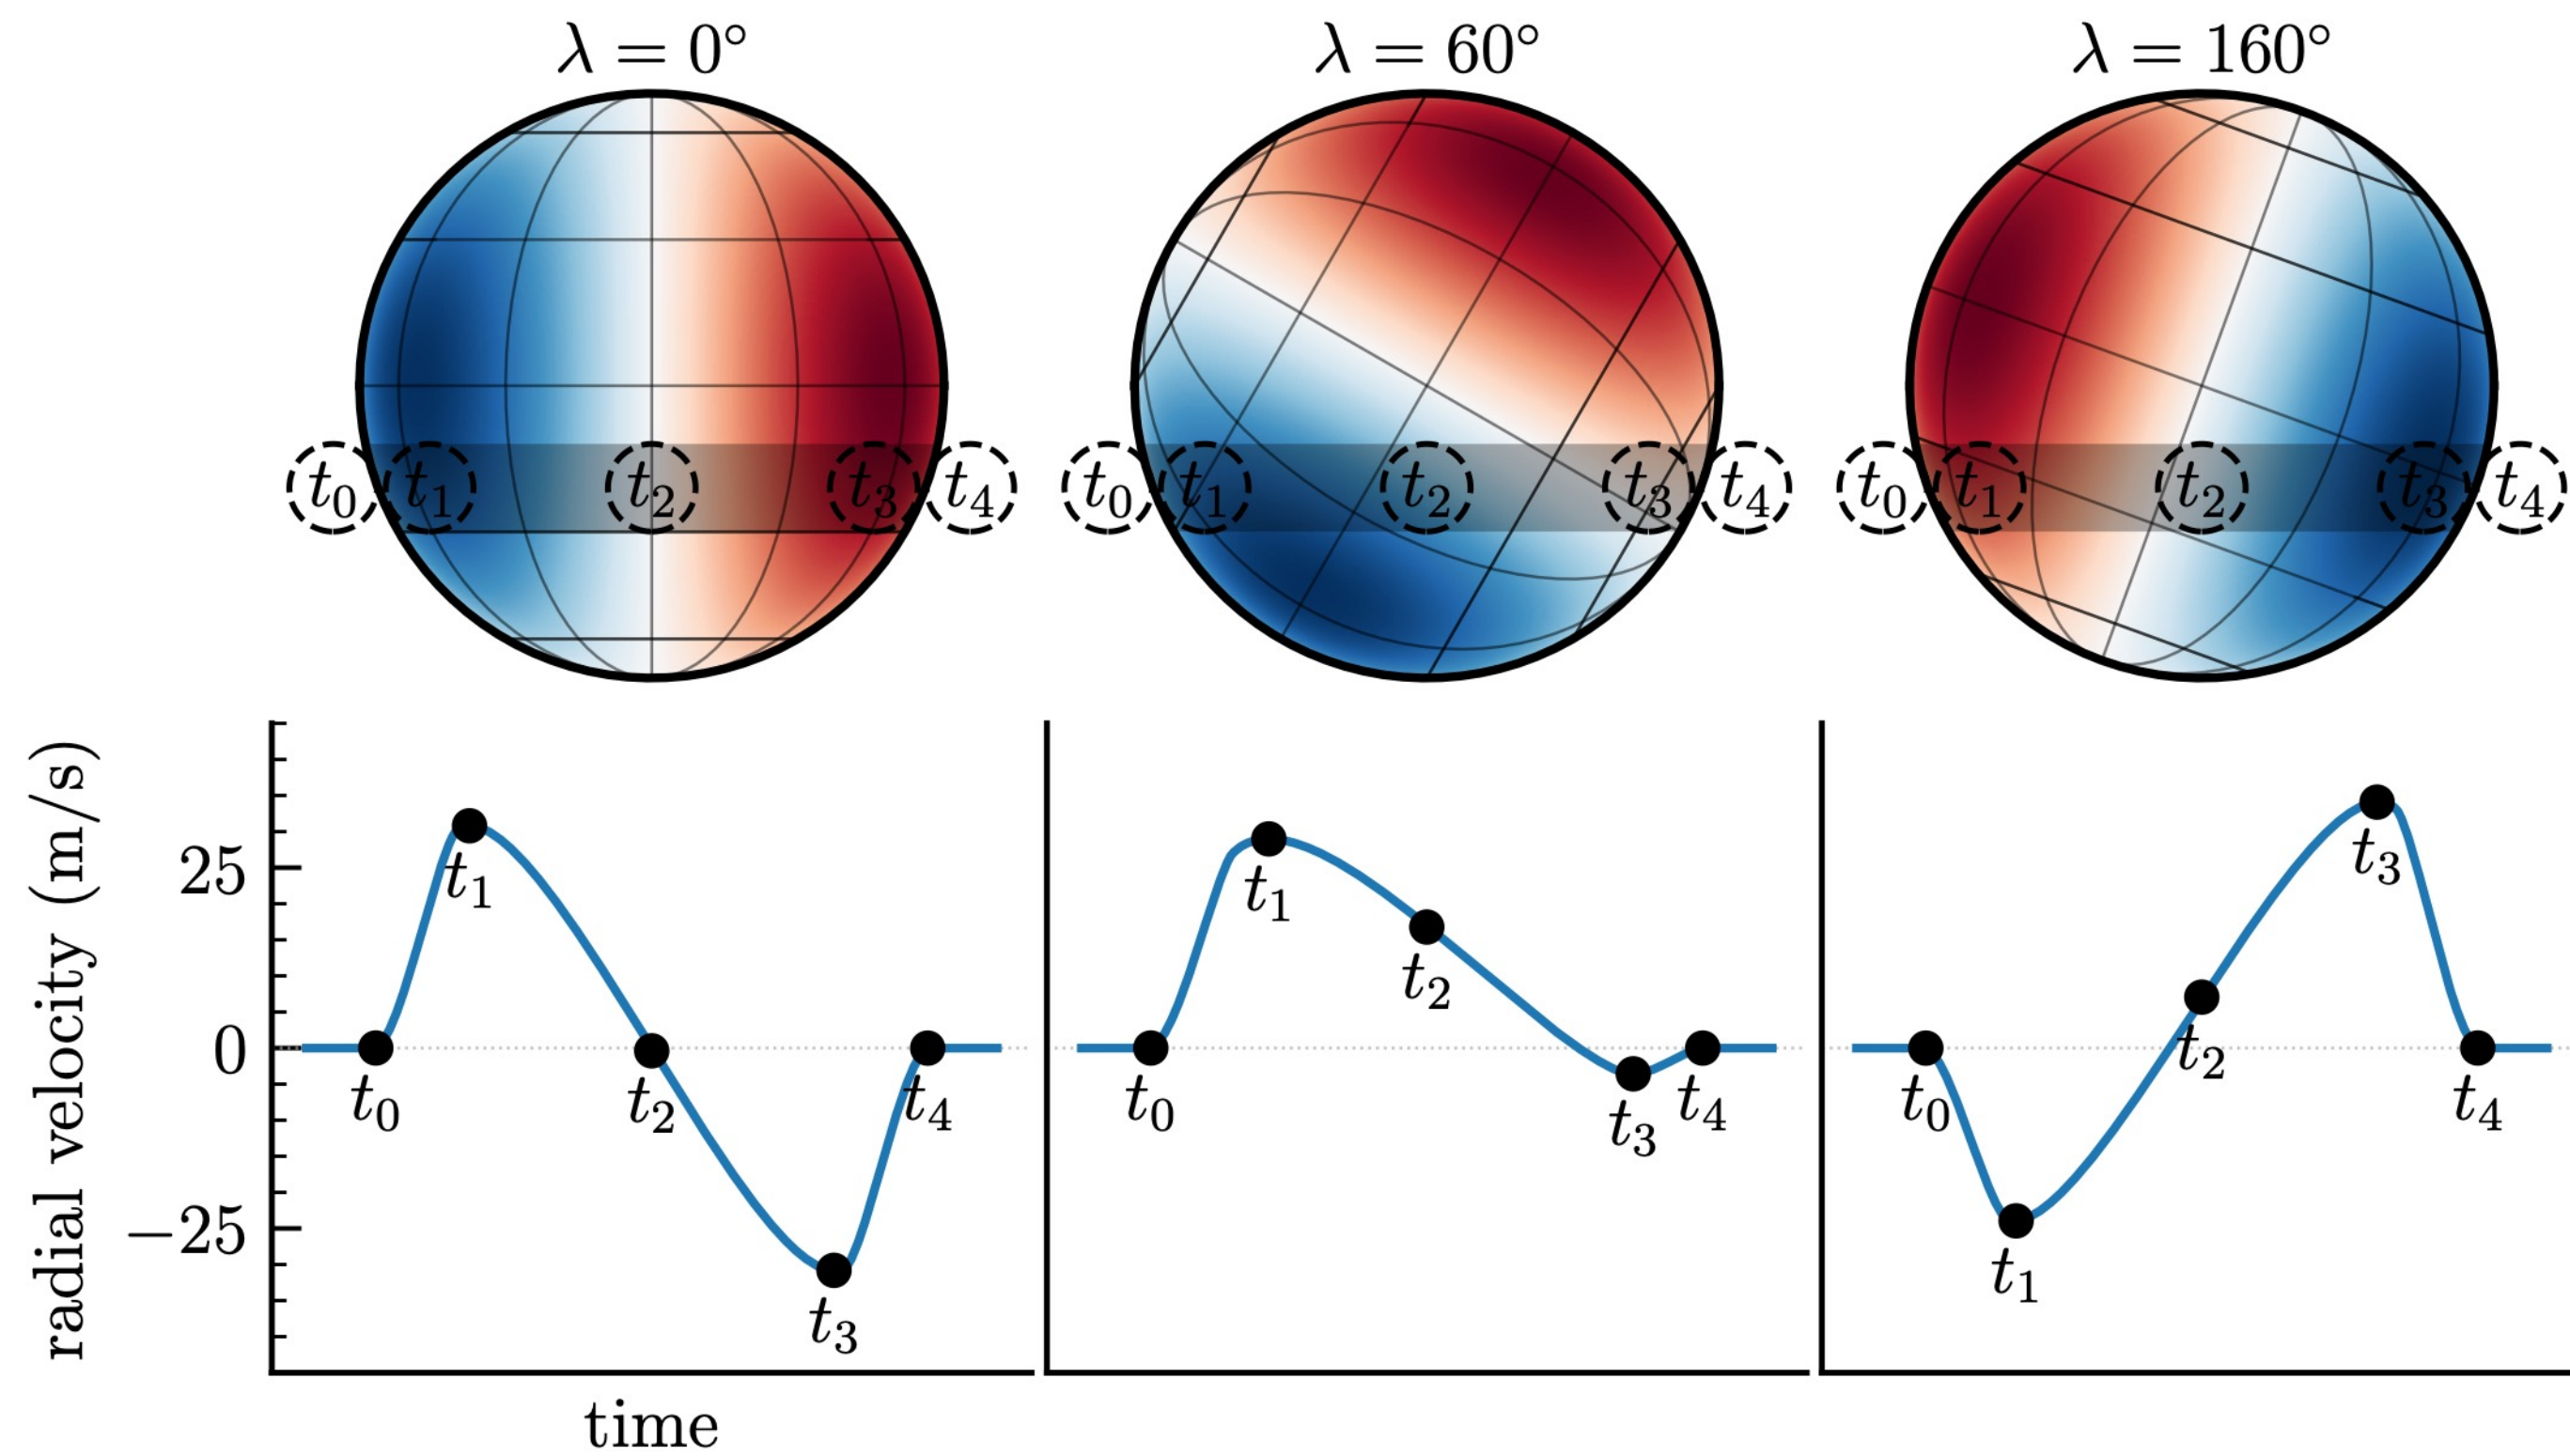 λ = 0°
λ = 60°
λ = 160°
t₀ t₁ t₂ t₃ t₄
t₀ t₁ t₂ t₃ t₄
t₀ t₁ t₂ t₃ t₄
radial velocity (m/s)
25
0
−25
t₀ t₁ t₂ t₃ t₄
t₀ t₁ t₂ t₃ t₄
t₀ t₁ t₂ t₃ t₄
time